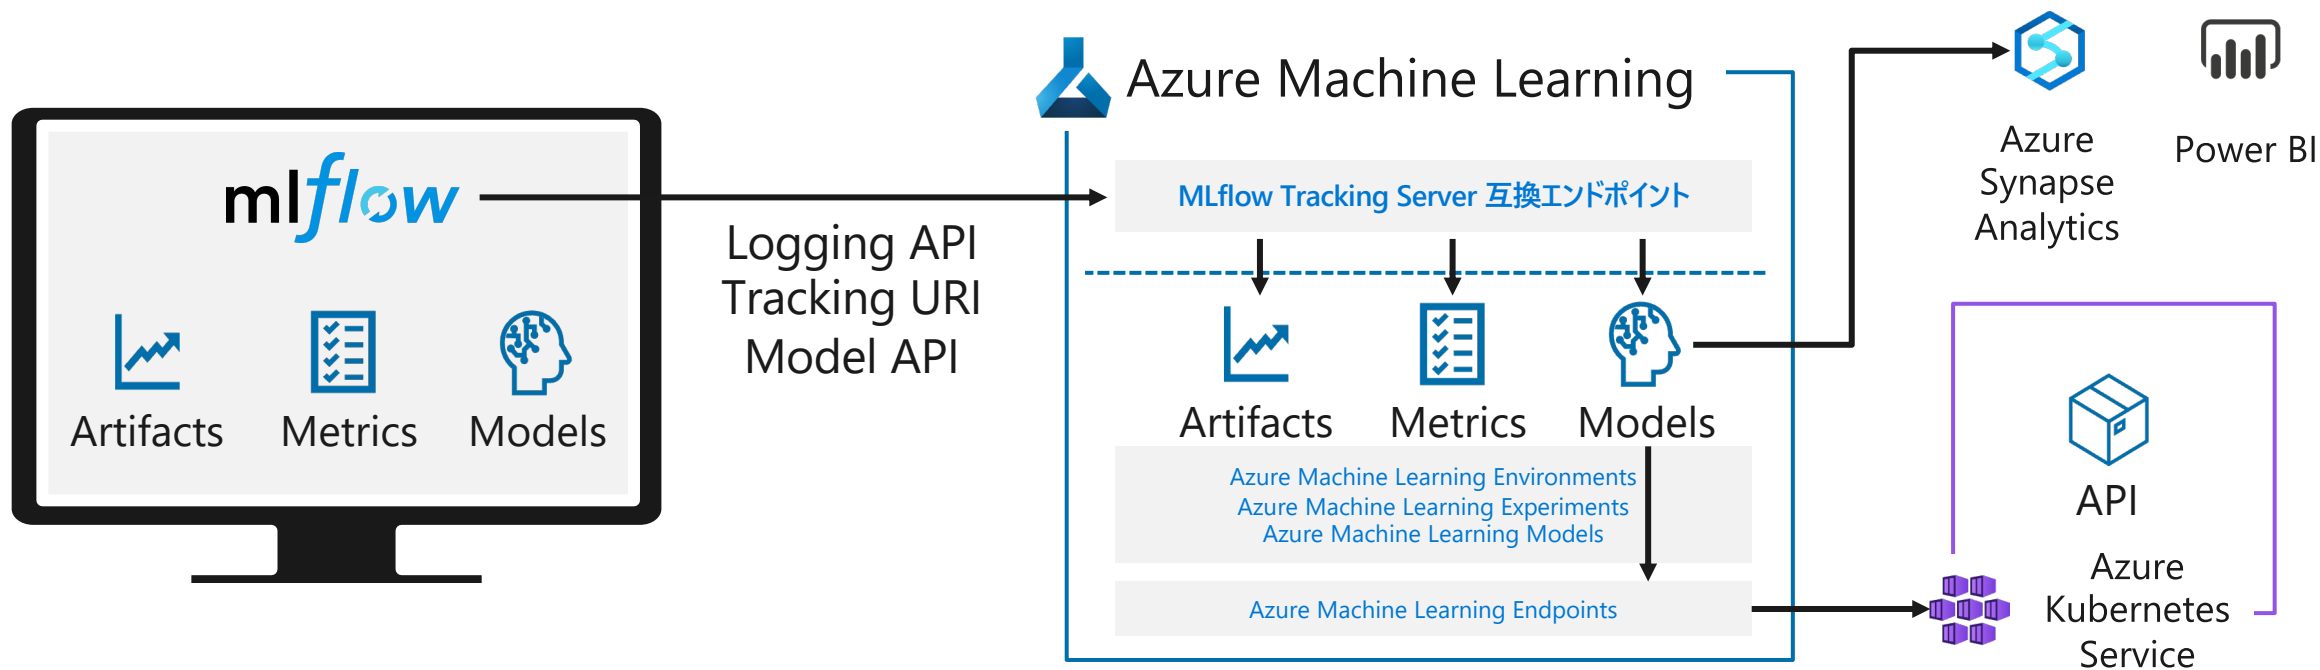 mlflow
Artifacts
Metrics
Models
Logging API
Tracking URI
Model API
Azure Machine Learning
MLflow Tracking Server 互換エンドポイント
Artifacts
Metrics
Models
Azure Machine Learning Environments
Azure Machine Learning Experiments
Azure Machine Learning Models
Azure Machine Learning Endpoints
Azure
Synapse
Analytics
Power BI
API
Azure
Kubernetes
Service